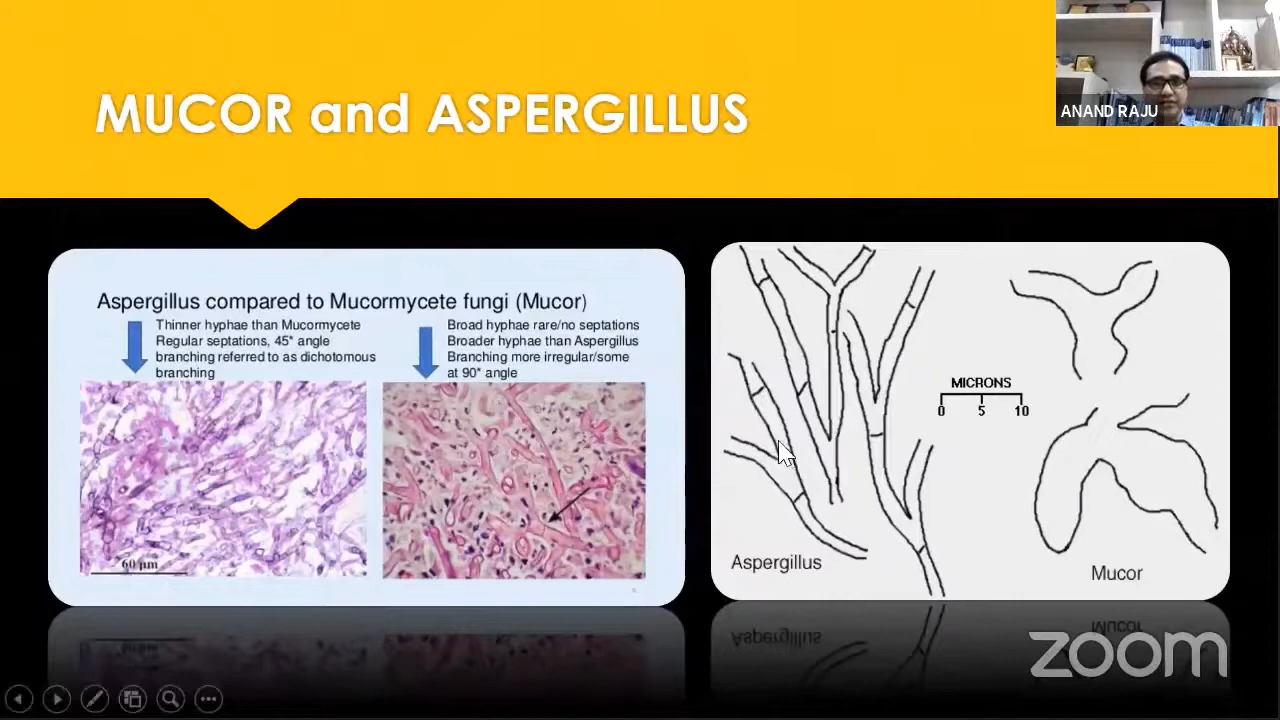 MUCOR and ASPERGILLUS
ANAND RAJU
Aspergillus compared to Mucormycete fungi (Mucor)
Thinner hyphae than Mucormycete
Regular septations, 45* angle
branching referred to as dichotomous
branching
Broad hyphae rare/no septations
Broader hyphae than Aspergillus
Branching more irregular/some
at 90* angle
60 µm
MICRONS
0 5 10
Aspergillus
Mucor
zoom